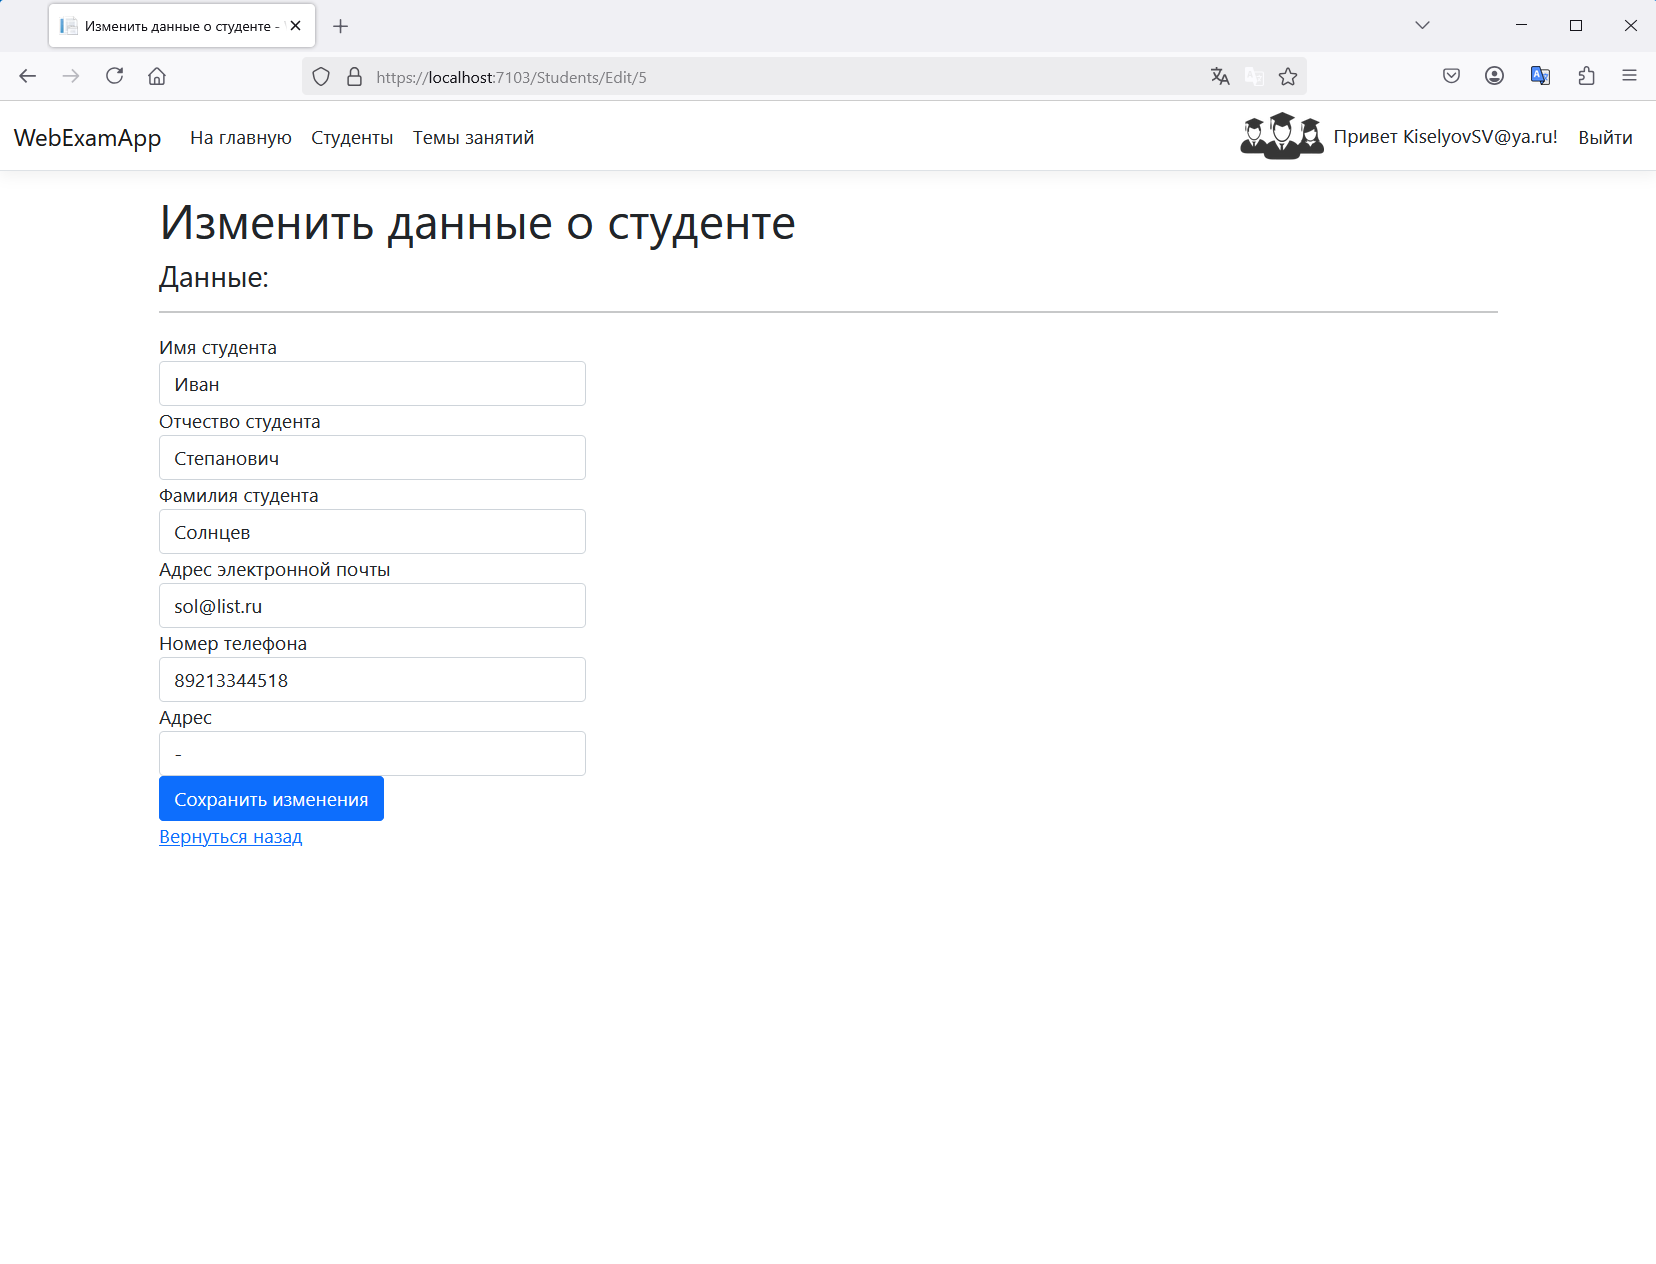 Изменить данные о студенте -
https://localhost:7103/Students/Edit/5
WebExamApp На главную Студенты Темы занятий Привет KiselyovSV@ya.ru! Выйти
Изменить данные о студенте
Данные:
Имя студента
Иван
Отчество студента
Степанович
Фамилия студента
Солнцев
Адрес электронной почты
sol@list.ru
Номер телефона
89213344518
Адрес
-
Сохранить изменения
Вернуться назад